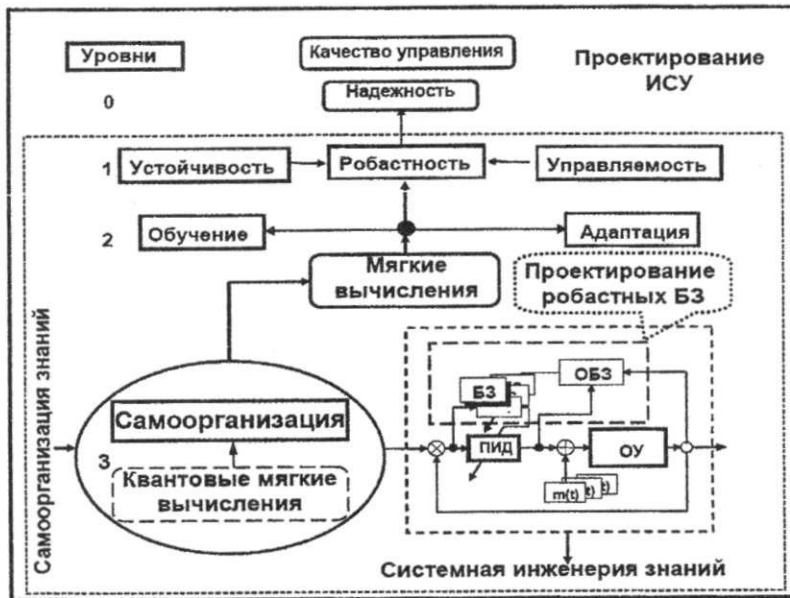 Уровни
Качество управления
Проектирование
ИСУ
0
Надежность
1
Устойчивость
Робастность
Управляемость
2
Обучение
Адаптация
Мягкие
вычисления
Проектирование
робастных БЗ
Самоорганизация знаний
БЗ
ОБЗ
Самоорганизация
3
Квантовые мягкие
вычисления
ПИД
ОУ
m(t)
t)
t)
Системная инженерия знаний